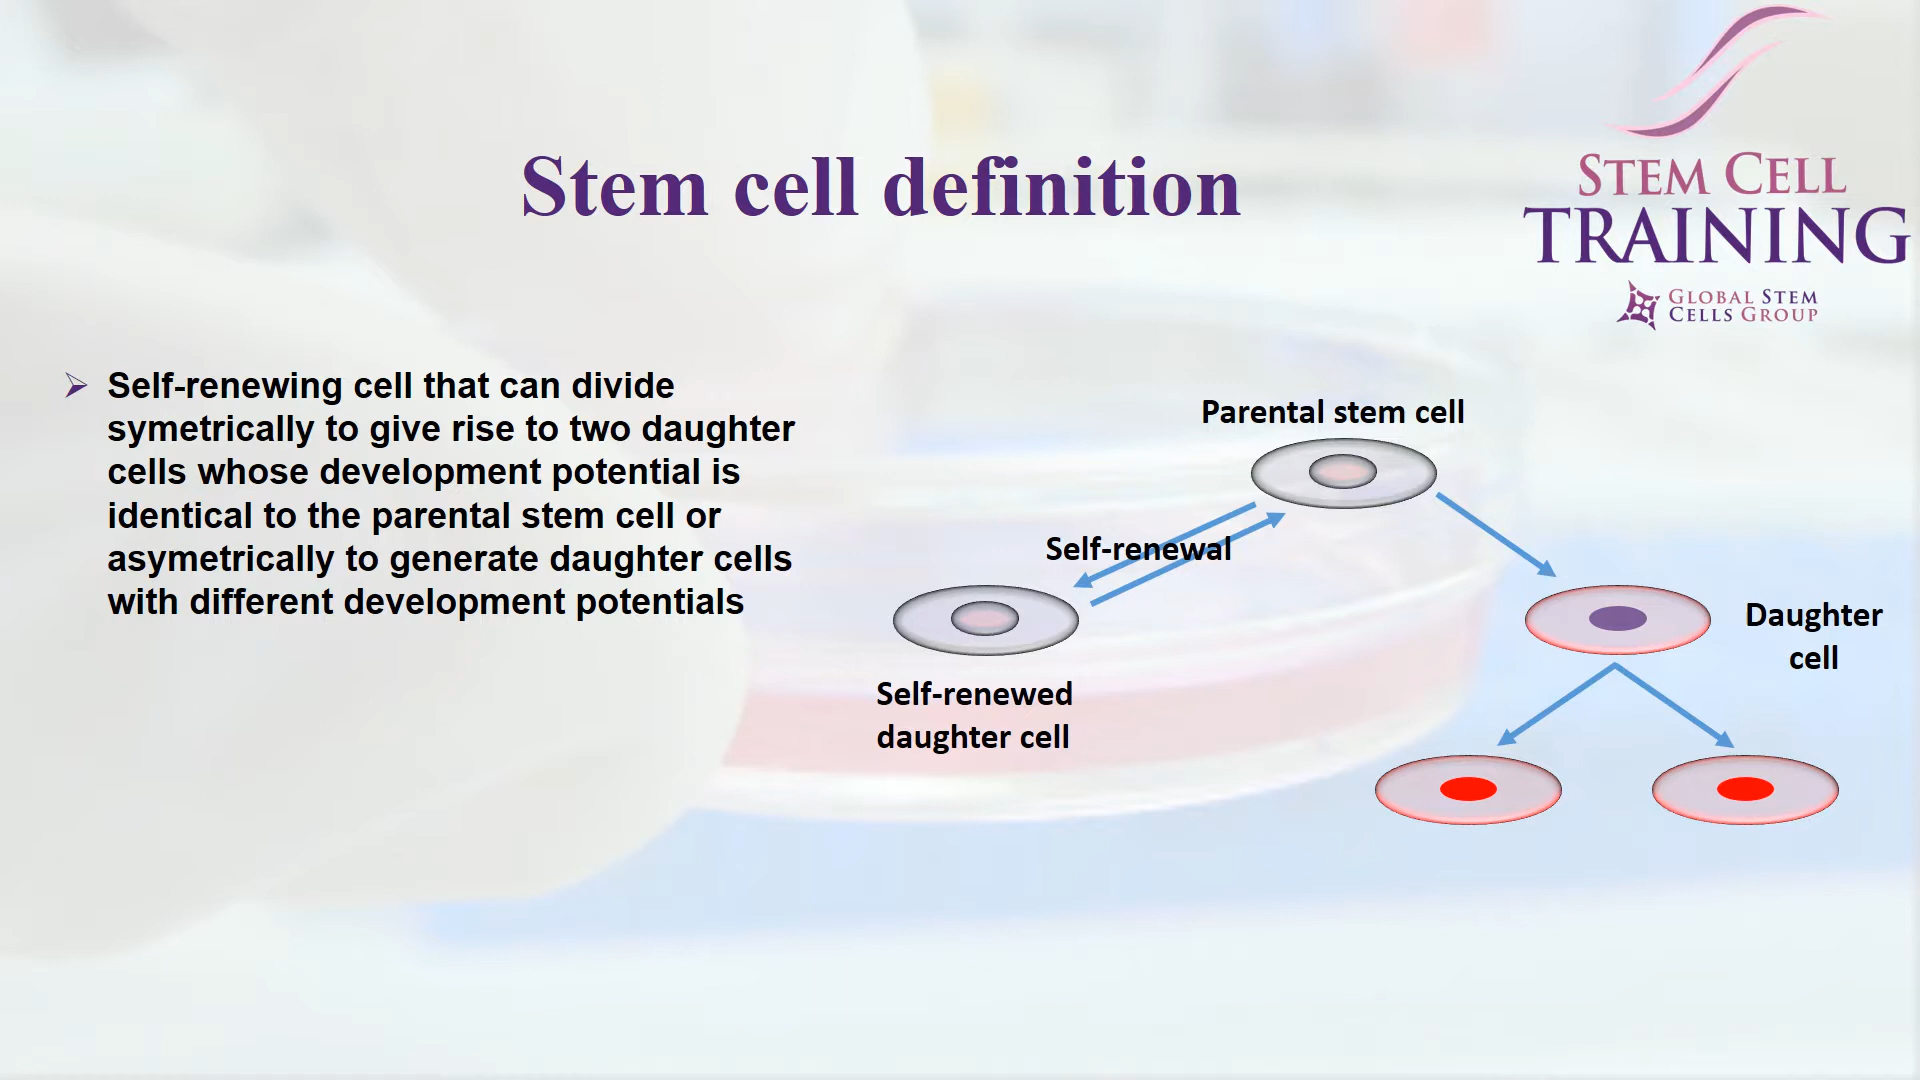 Stem cell definition
STEM CELL
TRAINING
GLOBAL STEM
CELLS GROUP
Self-renewing cell that can divide
symetrically to give rise to two daughter
cells whose development potential is
identical to the parental stem cell or
asymetrically to generate daughter cells
with different development potentials
Parental stem cell
Self-renewal
Self-renewed
daughter cell
Daughter
cell